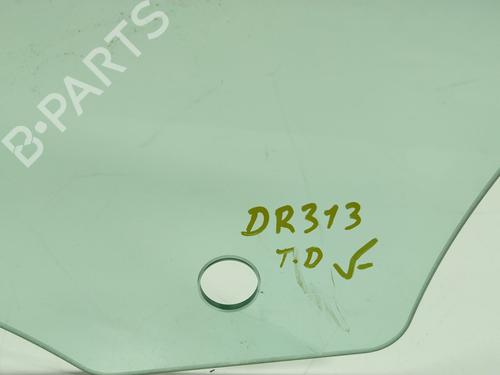 B-PARTS
DR313
T.D √-